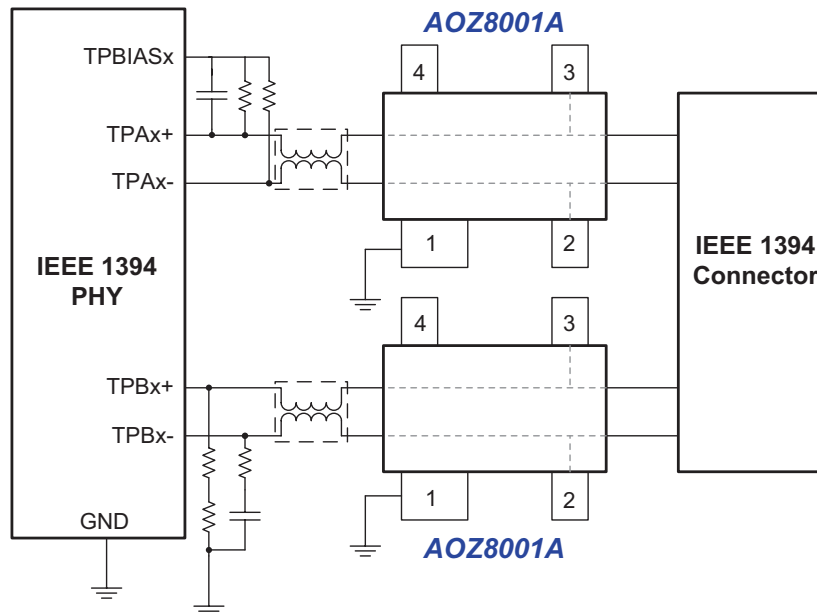 AOZ8001A
TPBIASx
4
3
TPAx+
TPAx-
1
2
IEEE 1394
PHY
IEEE 1394
Connector
4
3
TPBx+
TPBx-
1
2
GND
AOZ8001A